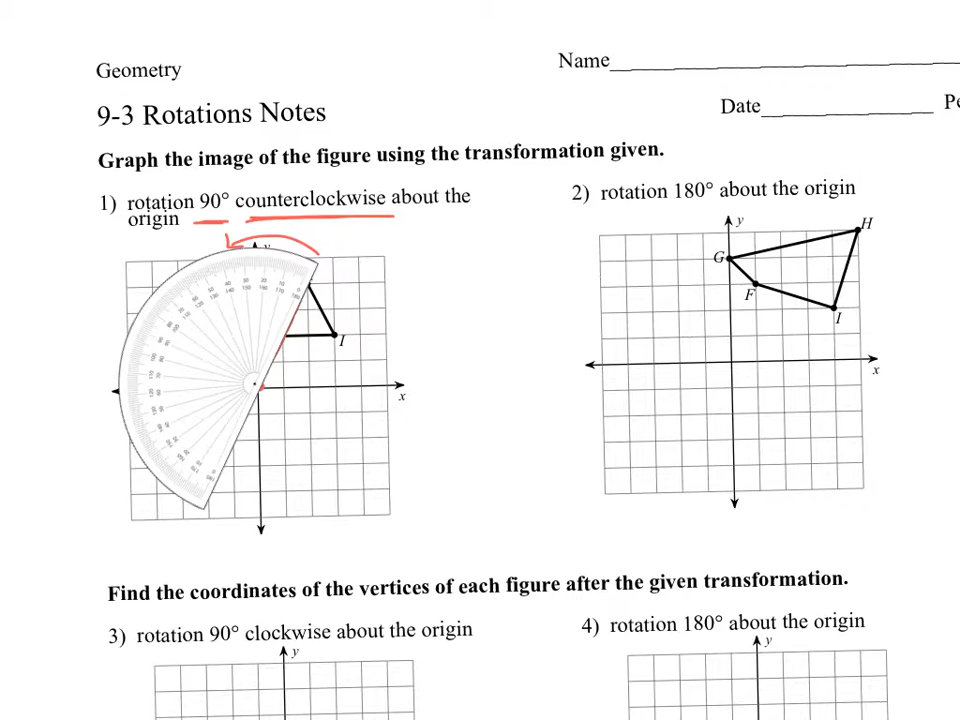 Geometry
Name
9-3 Rotations Notes
Date
Graph the image of the figure using the transformation given.
1) rotation 90° counterclockwise about the
origin
2) rotation 180° about the origin
y
H
G
F
I
x
y
I
x
Find the coordinates of the vertices of each figure after the given transformation.
3) rotation 90° clockwise about the origin
4) rotation 180° about the origin
y
y